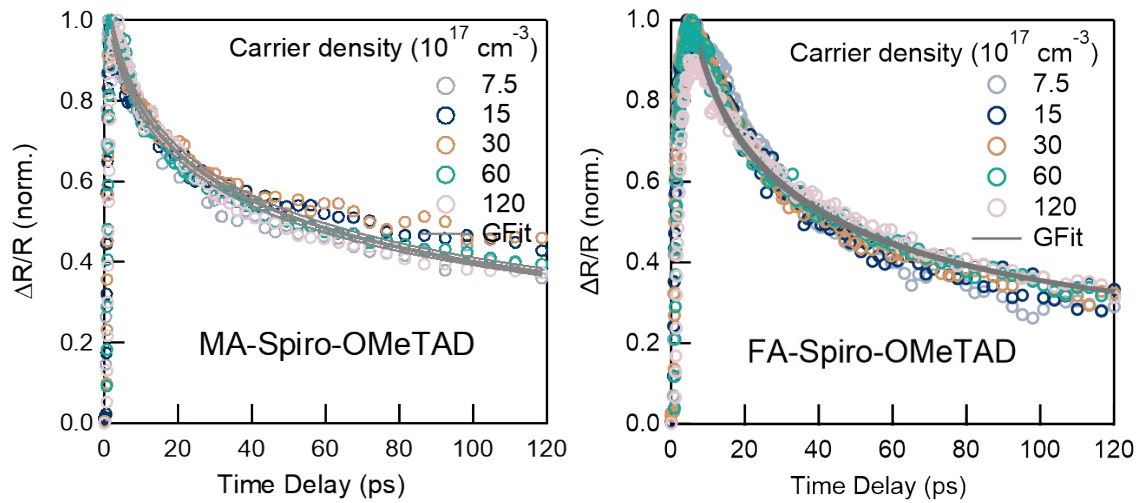 1.0
0.8
0.6
0.4
0.2
0.0
ΔR/R (norm.)
Carrier density (10¹⁷ cm⁻³)
7.5
15
30
60
120
GFit
MA-Spiro-OMeTAD
0 20 40 60 80 100 120
Time Delay (ps)
1.0
0.8
0.6
0.4
0.2
0.0
ΔR/R (norm.)
Carrier density (10¹⁷ cm⁻³)
7.5
15
30
60
120
GFit
FA-Spiro-OMeTAD
0 20 40 60 80 100 120
Time Delay (ps)